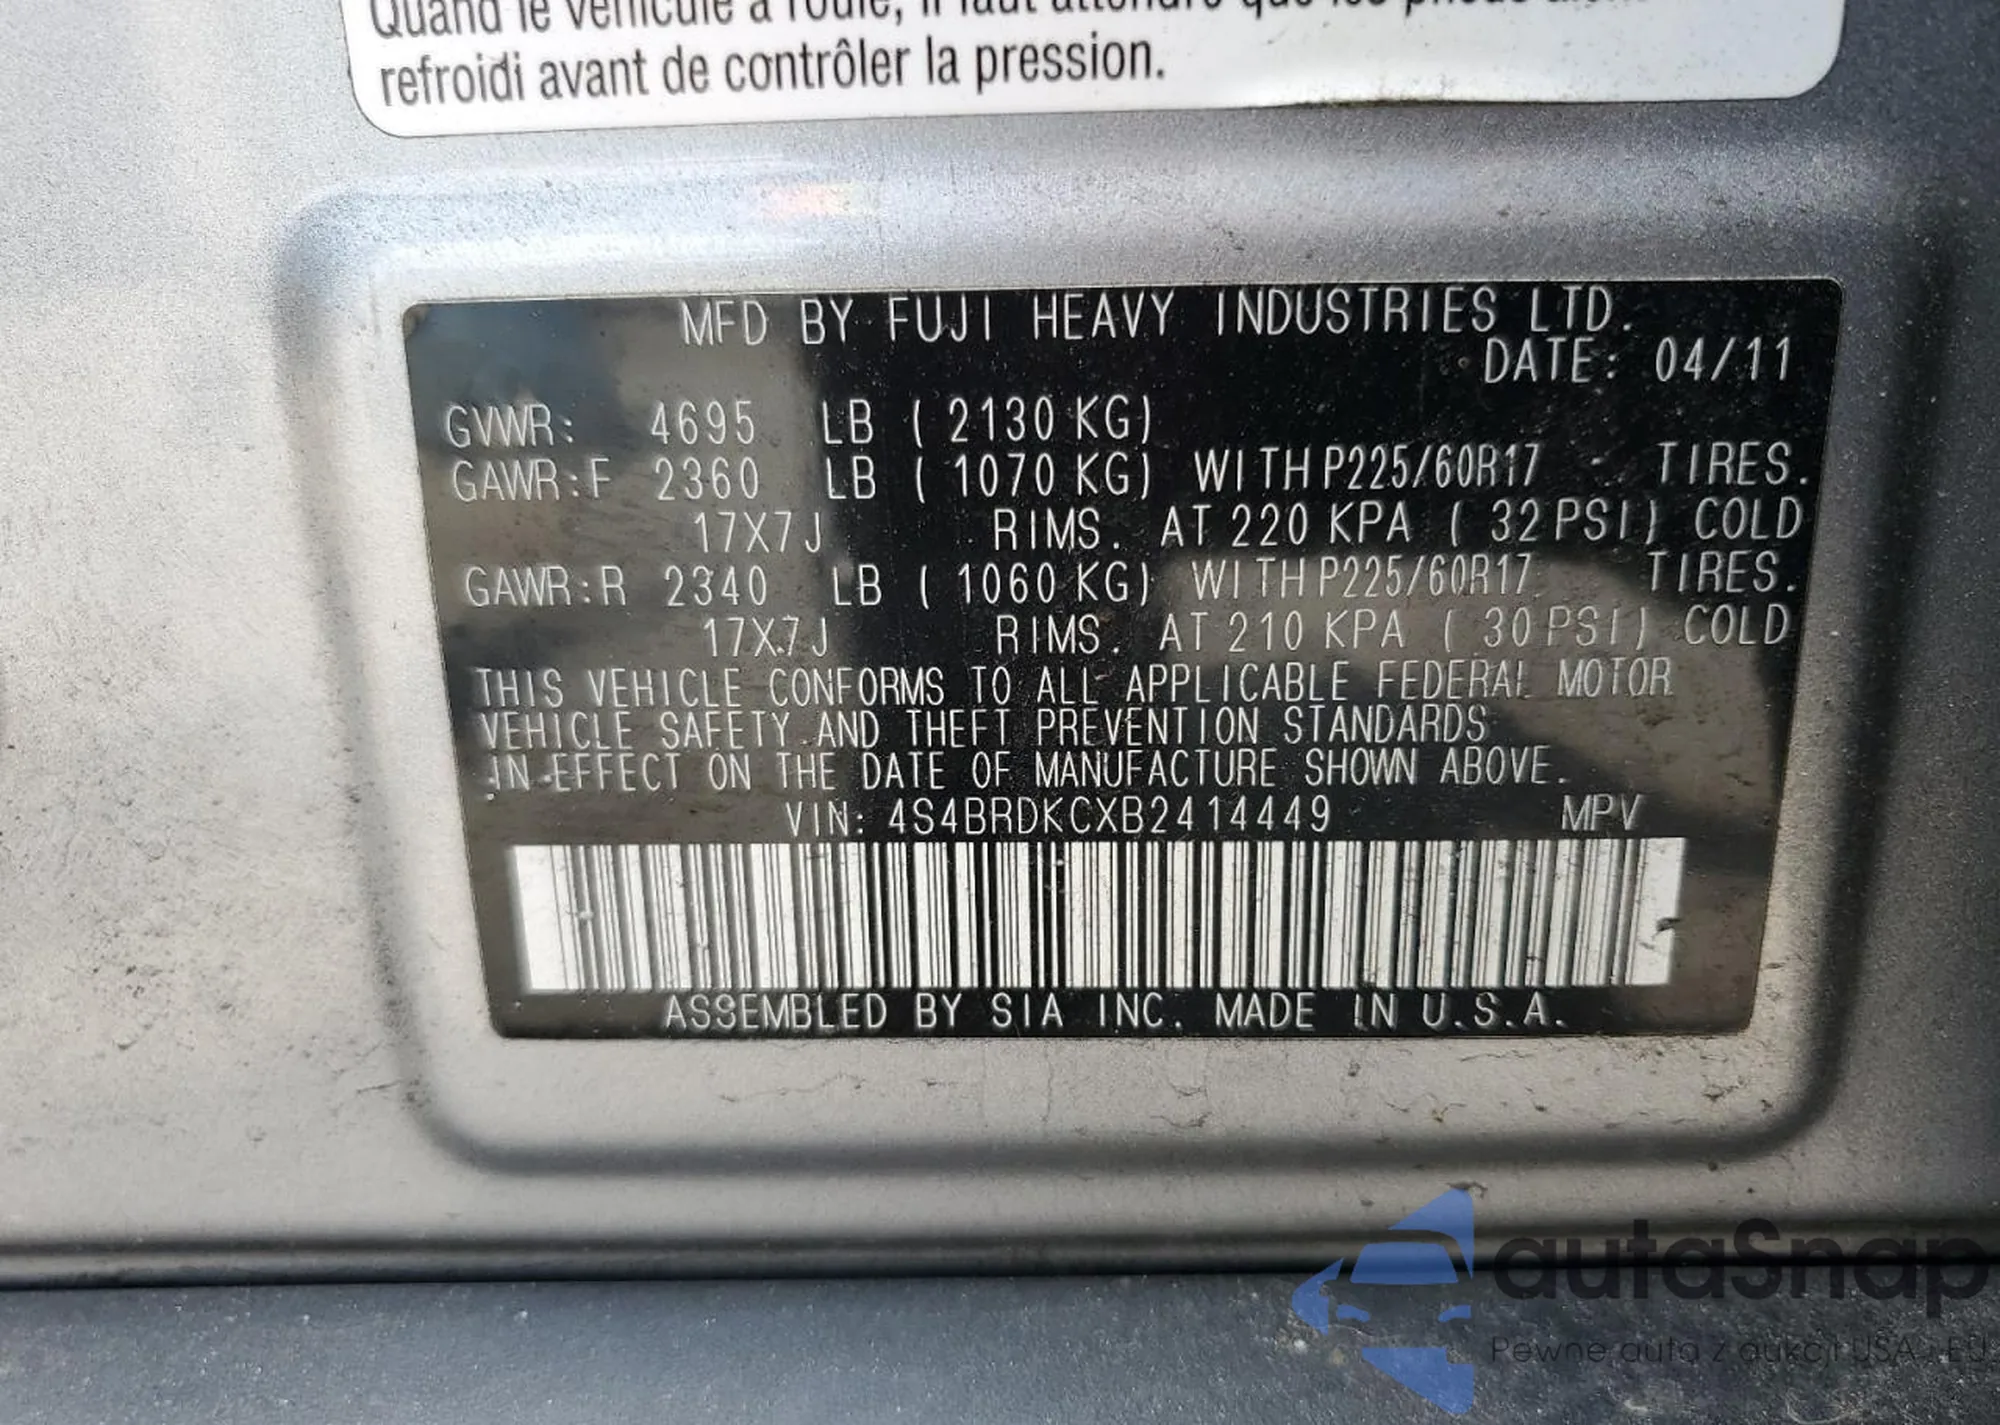 Quand le véhicule a roulé, il faut attendre que les pneus aient
refroidi avant de contrôler la pression.
MFD BY FUJI HEAVY INDUSTRIES LTD.
DATE: 04/11
GVWR: 4695 LB ( 2130 KG)
GAWR:F 2360 LB ( 1070 KG) WITH P225/60R17 TIRES.
17X7J RIMS. AT 220 KPA ( 32 PSI) COLD
GAWR:R 2340 LB ( 1060 KG) WITH P225/60R17 TIRES.
17X7J RIMS. AT 210 KPA ( 30 PSI) COLD
THIS VEHICLE CONFORMS TO ALL APPLICABLE FEDERAL MOTOR
VEHICLE SAFETY AND THEFT PREVENTION STANDARDS
IN EFFECT ON THE DATE OF MANUFACTURE SHOWN ABOVE.
VIN: 4S4BRDKCXB2414449 MPV
ASSEMBLED BY SIA INC. MADE IN U.S.A.
autaSnap
Pewne auta z aukcji USA i EU